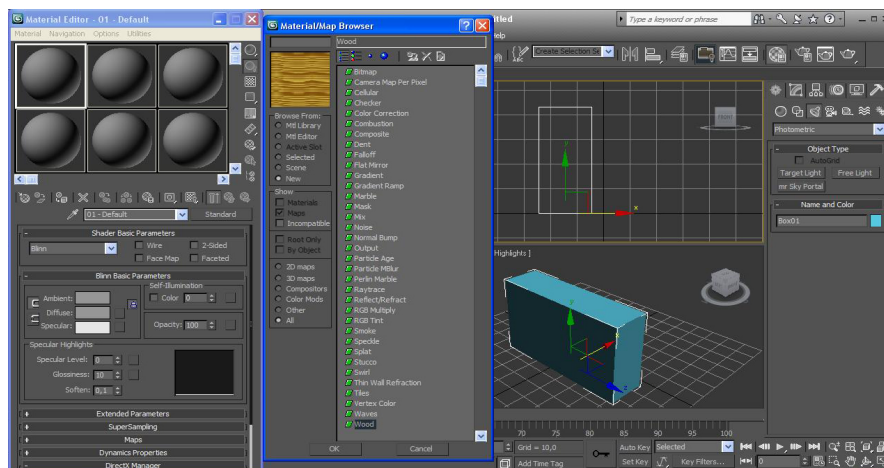 Material Editor - 01 - Default
Material Navigation Options Utilities
01 - Default
Standard
Shader Basic Parameters
Blinn
Wire
2-Sided
Face Map
Faceted
Blinn Basic Parameters
Self-Illumination
Color 0
Ambient:
Diffuse:
Specular:
Opacity: 100
Specular Highlights
Specular Level: 0
Glossiness: 10
Soften: 0,1
Extended Parameters
SuperSampling
Maps
Dynamics Properties
DirectX Manager
Material/Map Browser
Wood
Browse From:
Mtl Library
Mtl Editor
Active Slot
Selected
Scene
New
Show
Materials
Maps
Incompatible
Root Only
By Object
2D maps
3D maps
Compositors
Color Mods
Other
All
Bitmap
Camera Map Per Pixel
Cellular
Checker
Color Correction
Combustion
Composite
Dent
Falloff
Flat Mirror
Gradient
Gradient Ramp
Marble
Mask
Mix
Noise
Normal Bump
Output
Particle Age
Particle MBlur
Perlin Marble
Raytrace
Reflect/Refract
RGB Multiply
RGB Tint
Smoke
Speckle
Splat
Stucco
Swirl
Thin Wall Refraction
Tiles
Vertex Color
Waves
Wood
OK
Cancel
titled
Type a keyword or phrase
elp
Create Selection Se
FRONT
y
x
Highlights ]
z
Photometric
Object Type
AutoGrid
Target Light
Free Light
mr Sky Portal
Name and Color
Box01
70 75 80 85 90 95 100
Grid = 10,0
Add Time Tag
Auto Key
Selected
Set Key
Key Filters...
0